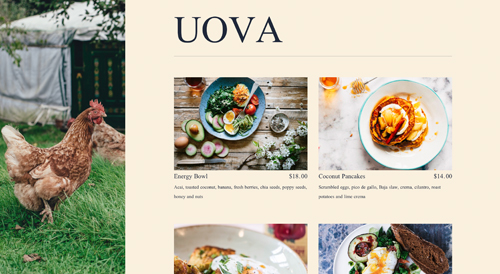 UOVA
Energy Bowl $18.00
Acai, roasted coconut, banana, fresh berries, chia seeds, poppy seeds,
honey and nuts
Coconut Pancakes $14.00
Scrambled eggs, pico de gallo, Baja slaw, crema, cilantro, roast
potatoes and lime crema